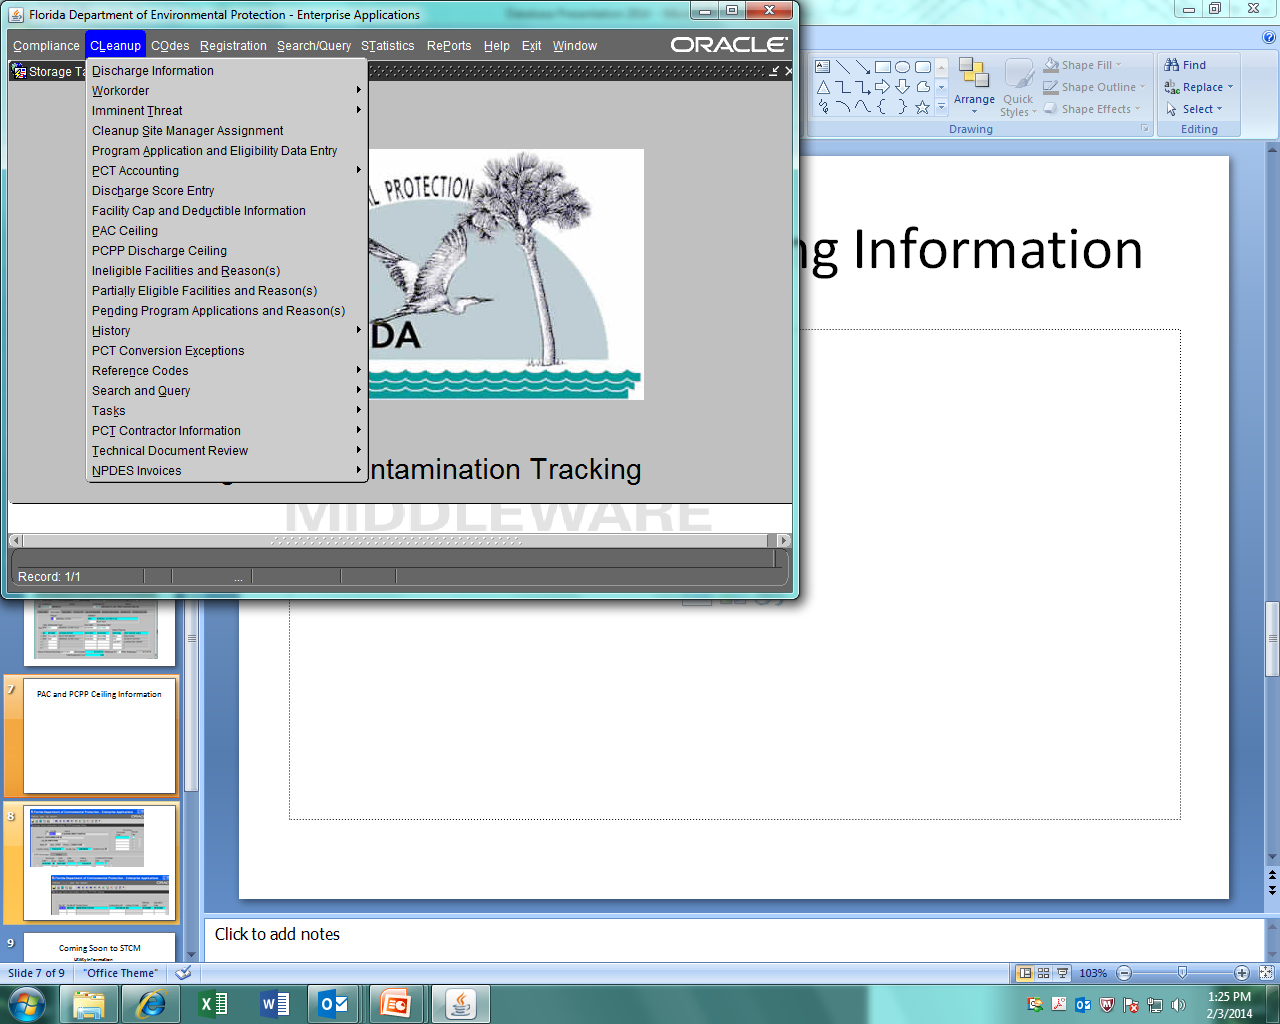 Florida Department of Environmental Protection - Enterprise Applications
Compliance CLeanup COdes Registration Search/Query STatistics RePorts Help Exit Window ORACLE
Storage Ta
Discharge Information
Workorder
Imminent Threat
Cleanup Site Manager Assignment
Program Application and Eligibility Data Entry
PCT Accounting
Discharge Score Entry
Facility Cap and Deductible Information
PAC Ceiling
PCPP Discharge Ceiling
Ineligible Facilities and Reason(s)
Partially Eligible Facilities and Reason(s)
Pending Program Applications and Reason(s)
History
PCT Conversion Exceptions
Reference Codes
Search and Query
Tasks
PCT Contractor Information
Technical Document Review
NPDES Invoices
L PROTECTION
DA
ntamination Tracking
MIDDLEWARE
Record: 1/1
...
Shape Fill
Shape Outline
Shape Effects
Arrange
Quick
Styles
Drawing
Find
Replace
Select
Editing
ng Information
7
PAC and PCPP Ceiling Information
8
9
Coming Soon to STCM
Utility Information
Click to add notes
Slide 7 of 9
"Office Theme"
103%
1:25 PM
2/3/2014